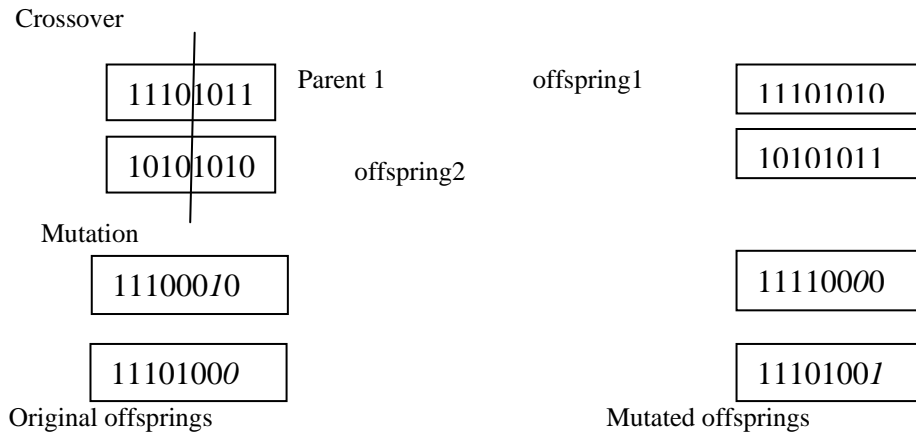 Crossover
11101011 Parent 1 offspring1 11101010
10101010 offspring2 10101011
Mutation
11100010 11110000
11101000 11101001
Original offsprings Mutated offsprings